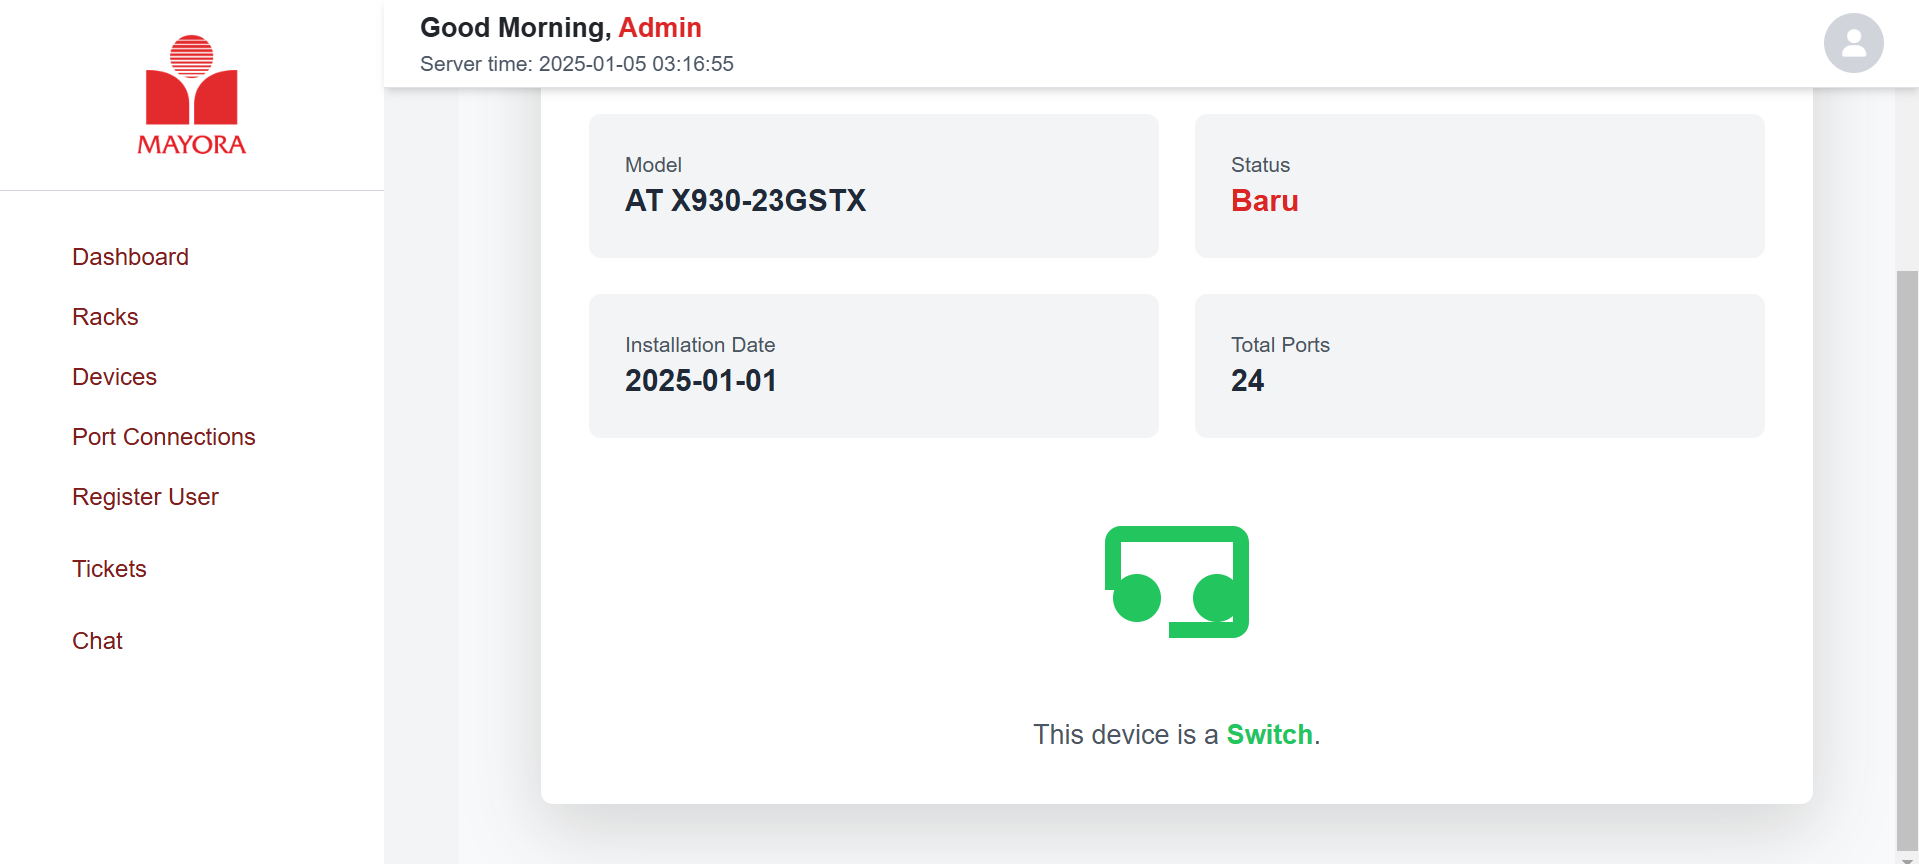 MAYORA
Dashboard
Racks
Devices
Port Connections
Register User
Tickets
Chat
Good Morning, Admin
Server time: 2025-01-05 03:16:55
Model
AT X930-23GSTX
Status
Baru
Installation Date
2025-01-01
Total Ports
24
This device is a Switch.